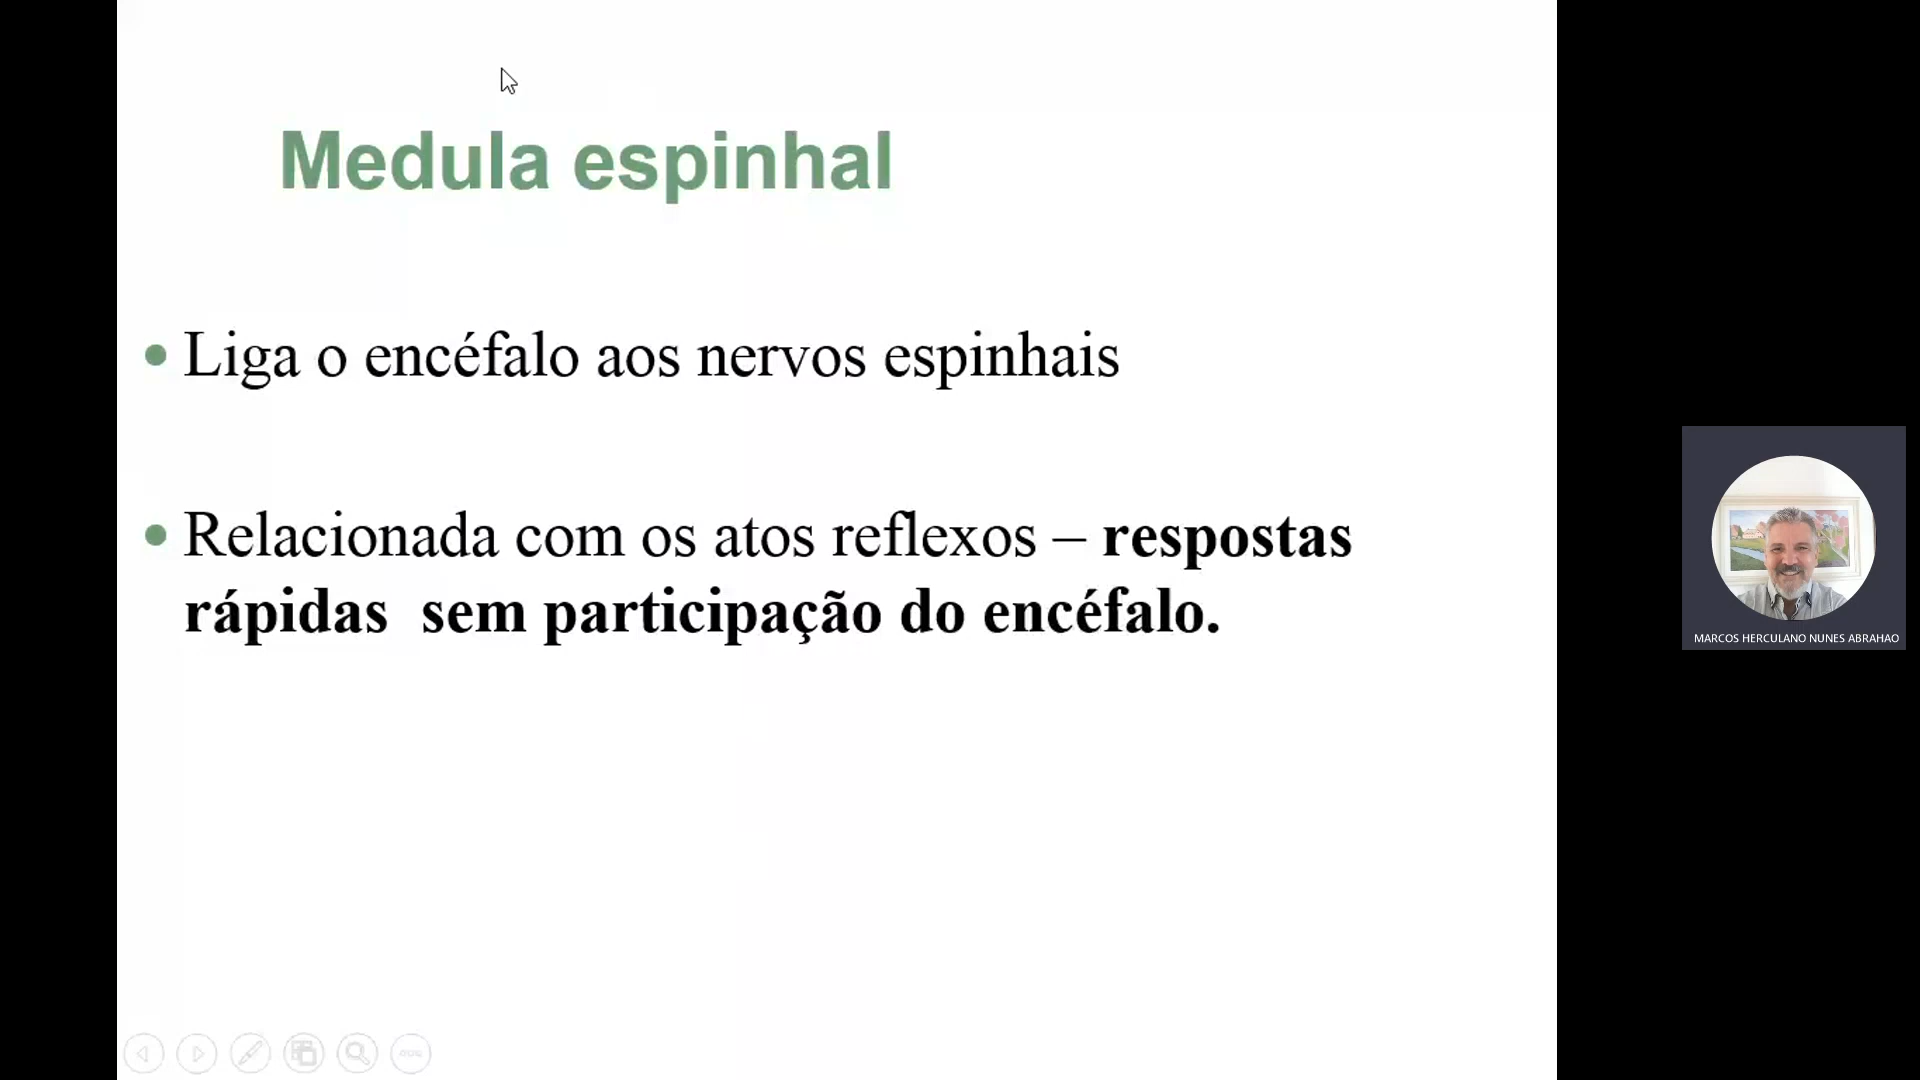 Medula espinhal
• Liga o encéfalo aos nervos espinhais
• Relacionada com os atos reflexos – respostas
rápidas  sem participação do encéfalo.
MARCOS HERCULANO NUNES ABRAHAO